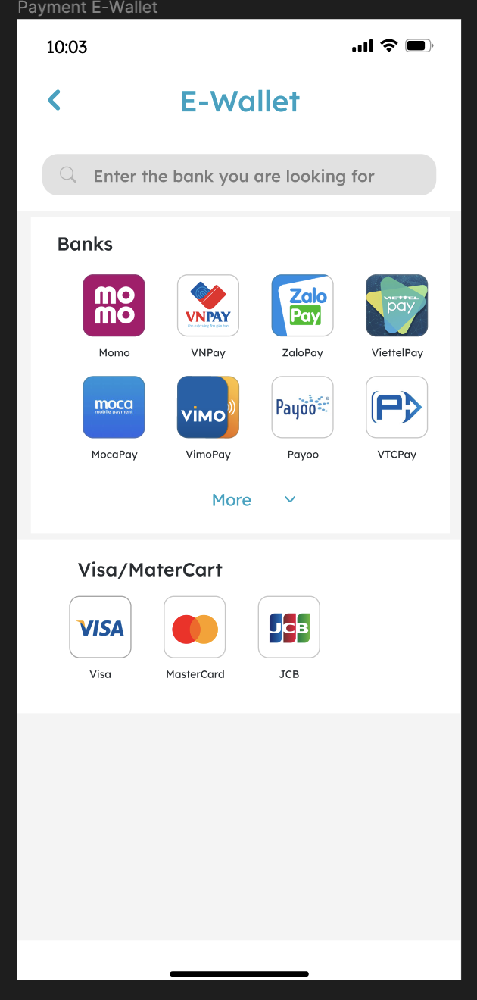 Payment E-Wallet
10:03
E-Wallet
Enter the bank you are looking for
Banks
mo
mo
VNPAY
Zalo
Pay
VIETTEL
pay
Momo
VNPay
ZaloPay
ViettelPay
moca
mobile payment
ViMO
Payoo
P
MocaPay
VimoPay
Payoo
VTCPay
More
Visa/MaterCart
VISA
JCB
Visa
MasterCard
JCB